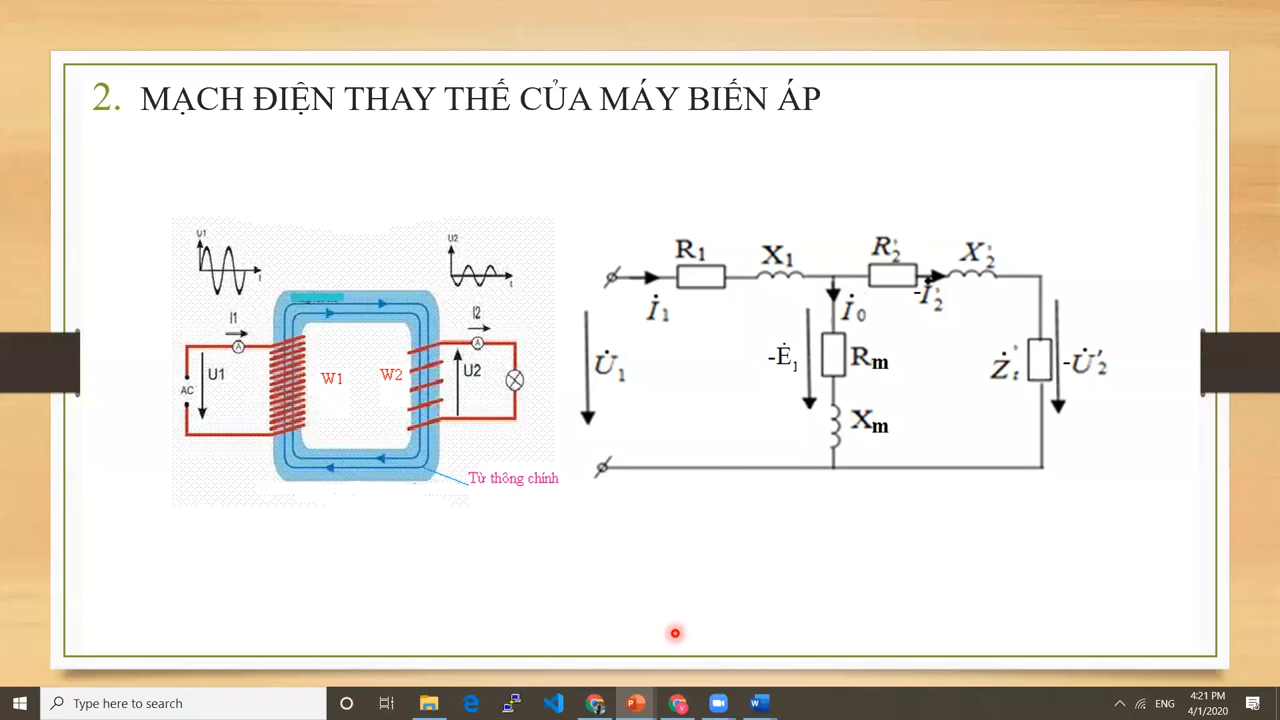 2. MẠCH ĐIỆN THAY THẾ CỦA MÁY BIẾN ÁP
U1
t
U2
t
I1
A
I2
A
AC
U1
W1
W2
U2
Từ thông chính
R₁
X₁
R'₂
X'₂
İ₁
İ₀
-İ'₂
U̇₁
-Ė₁
Rm
Xm
Ż't
-U̇'₂
Type here to search
ENG
4:21 PM
4/1/2020